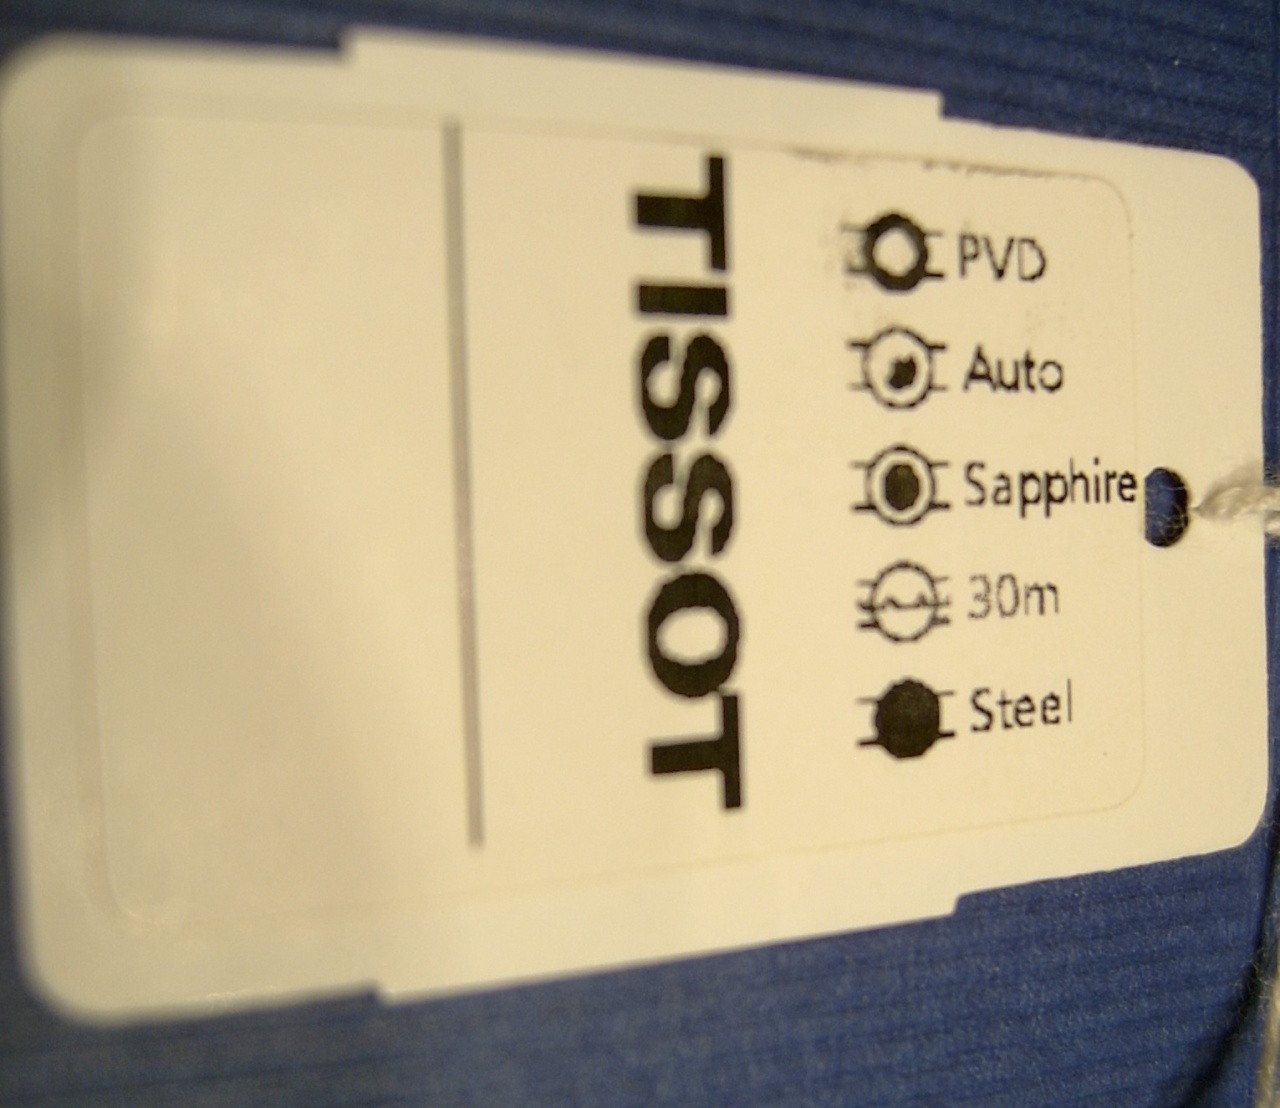 TISSOT
PVD
Auto
Sapphire
30m
Steel